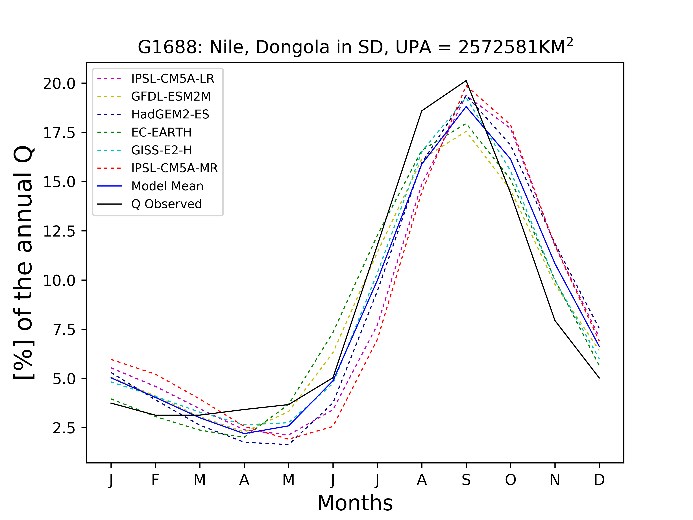 G1688: Nile, Dongola in SD, UPA = 2572581KM²
[%] of the annual Q
20.0
17.5
15.0
12.5
10.0
7.5
5.0
2.5
IPSL-CM5A-LR
GFDL-ESM2M
HadGEM2-ES
EC-EARTH
GISS-E2-H
IPSL-CM5A-MR
Model Mean
Q Observed
J F M A M J J A S O N D
Months